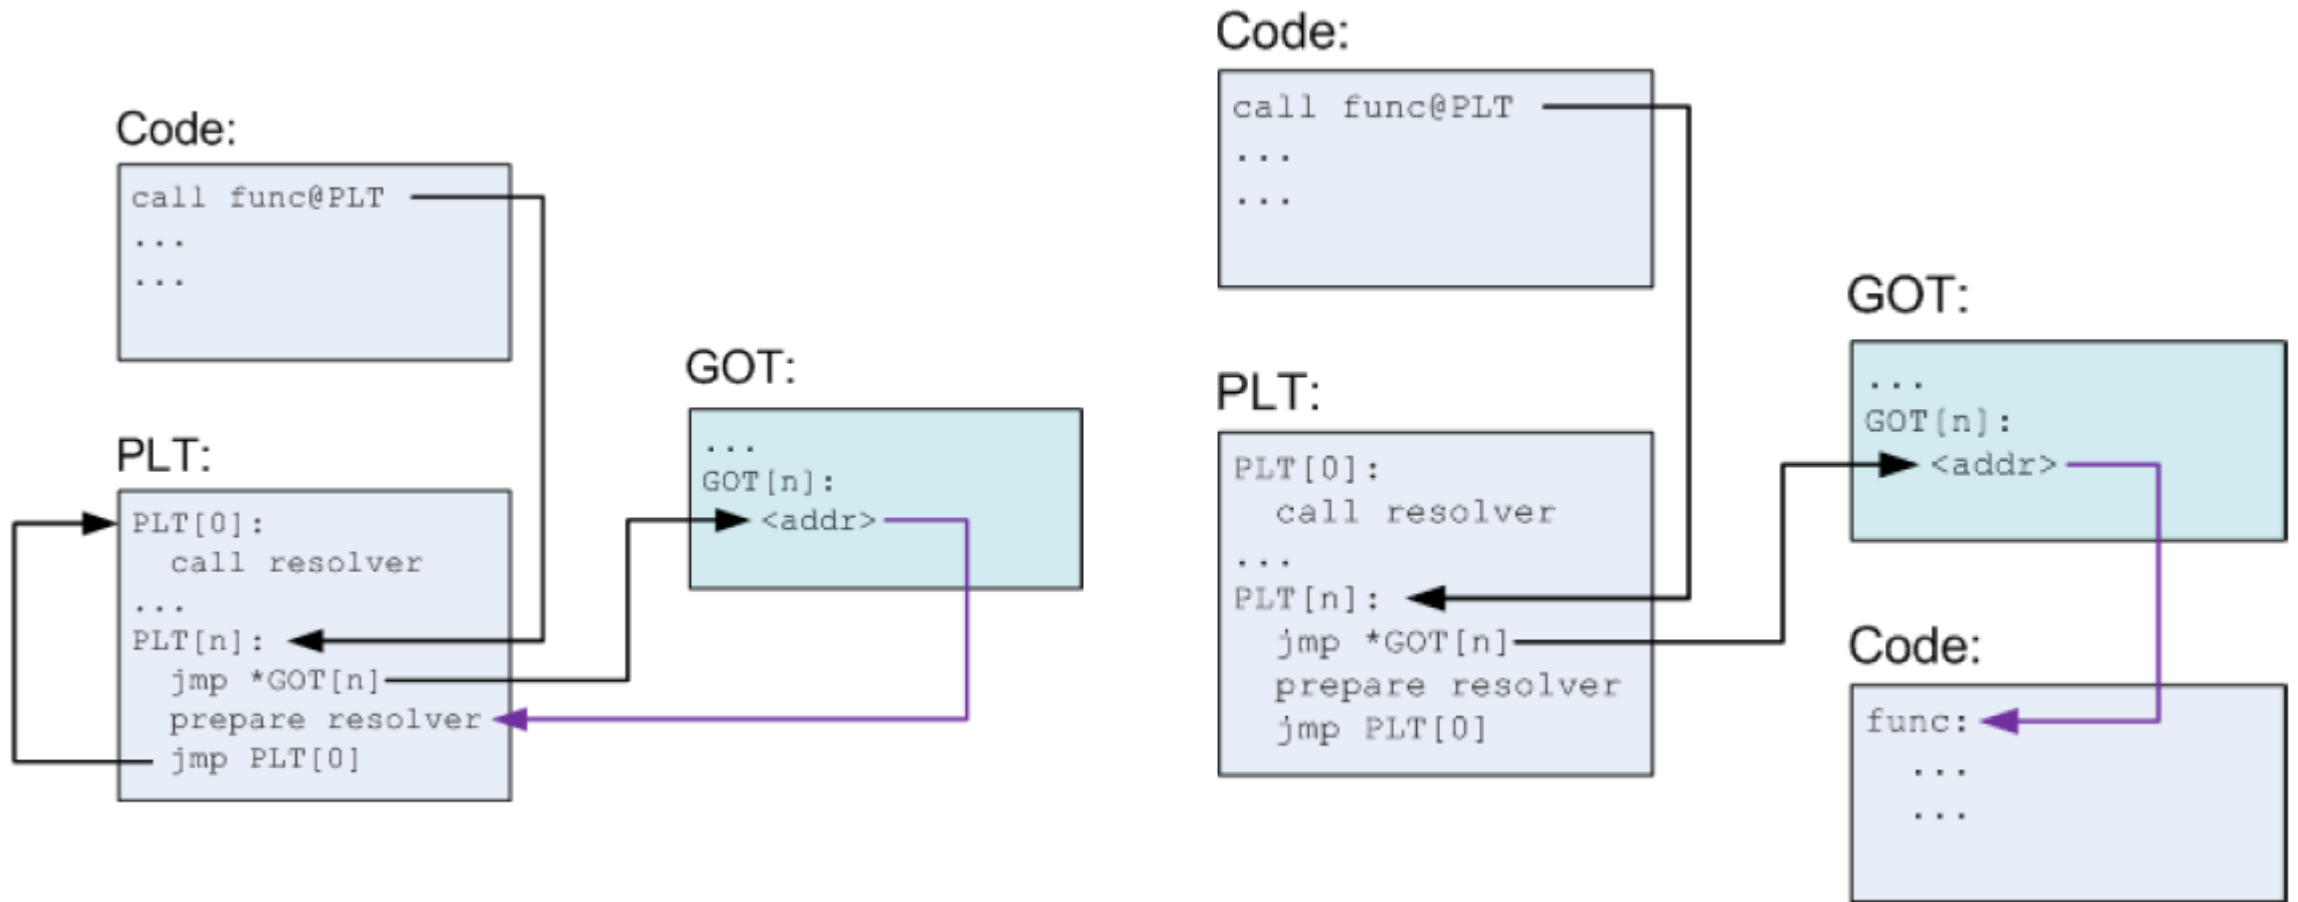 Code:
call func@PLT
...
...
PLT:
PLT[0]:
call resolver
...
PLT[n]:
jmp *GOT[n]
prepare resolver
jmp PLT[0]
GOT:
...
GOT[n]:
<addr>
Code:
call func@PLT
...
...
PLT:
PLT[0]:
call resolver
...
PLT[n]:
jmp *GOT[n]
prepare resolver
jmp PLT[0]
GOT:
...
GOT[n]:
<addr>
Code:
func:
...
...